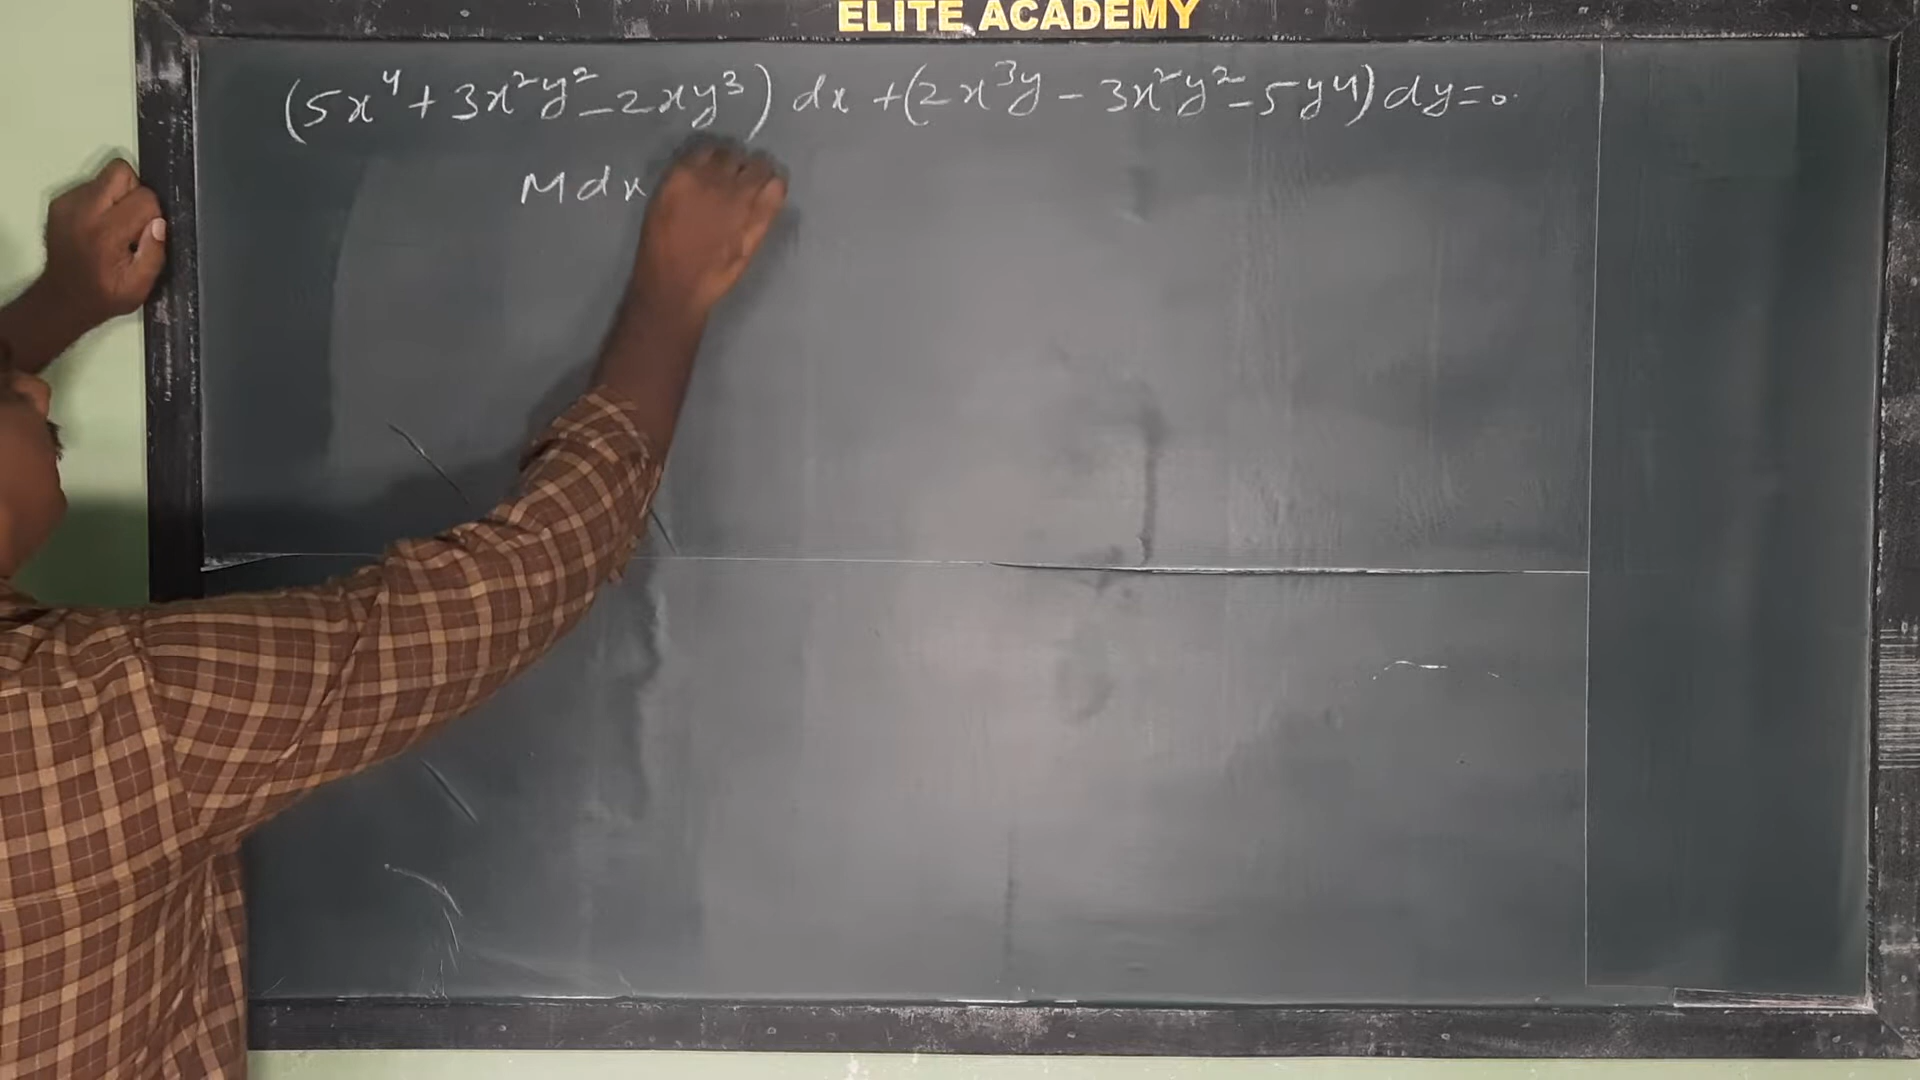 ELITE ACADEMY
(5x⁴ + 3x²y² - 2xy³) dx + (2x³y - 3x²y² - 5y⁴) dy = 0.
M dx